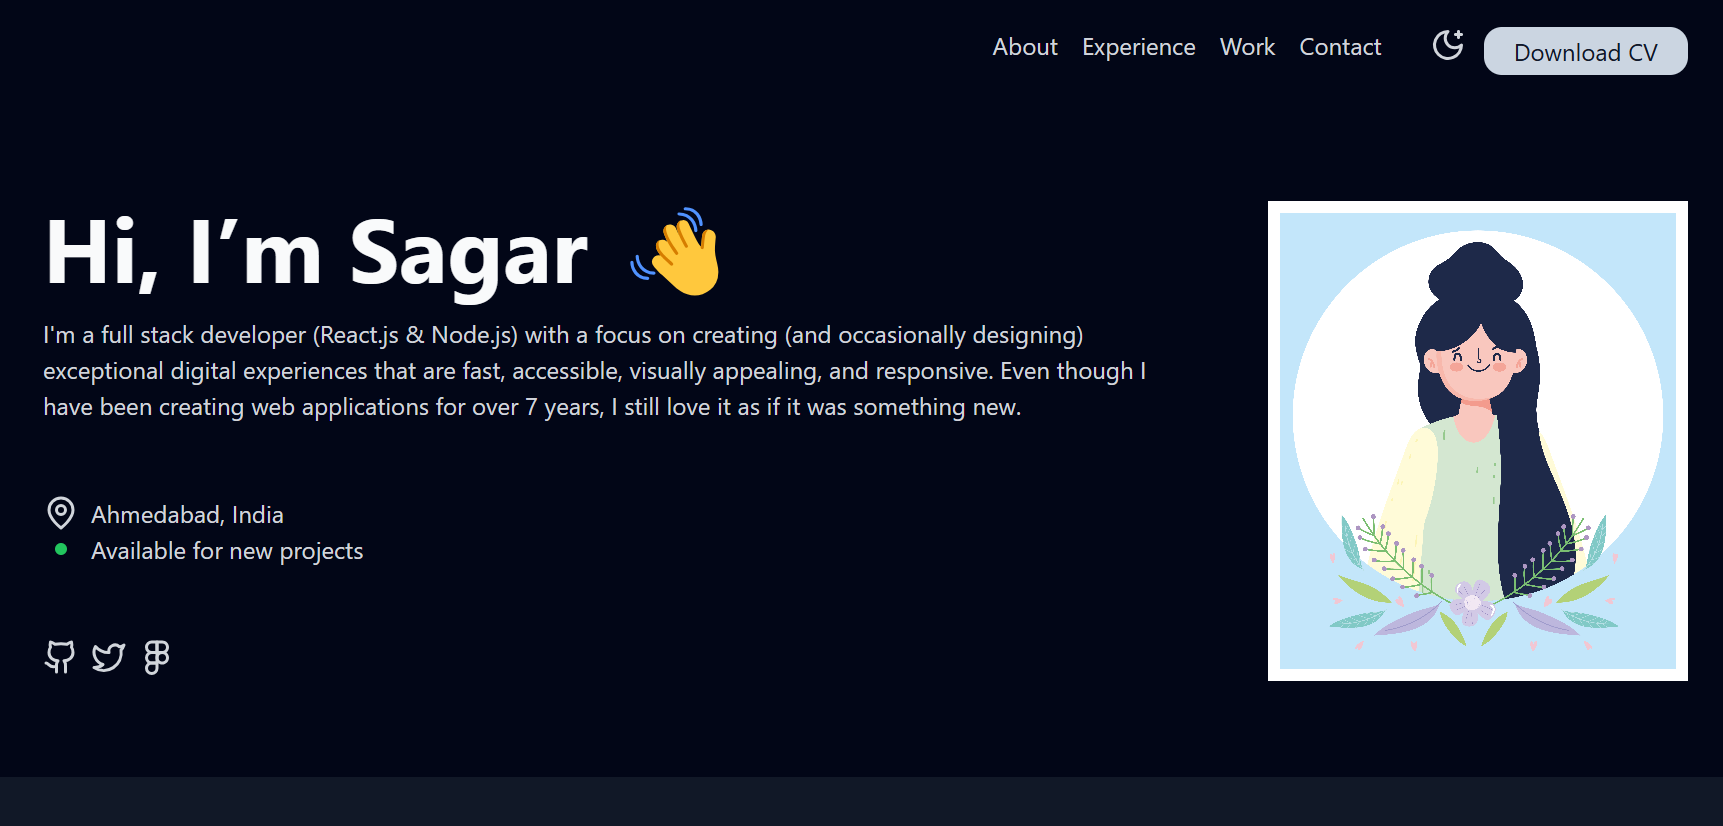 About Experience Work Contact Download CV
Hi, I’m Sagar
I'm a full stack developer (React.js & Node.js) with a focus on creating (and occasionally designing)
exceptional digital experiences that are fast, accessible, visually appealing, and responsive. Even though I
have been creating web applications for over 7 years, I still love it as if it was something new.
Ahmedabad, India
Available for new projects